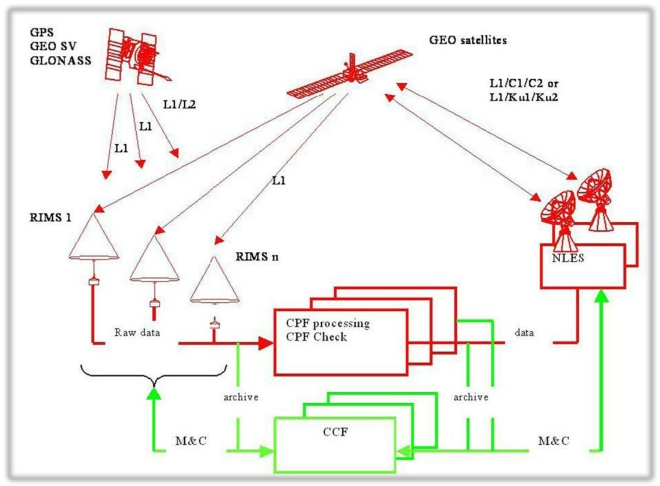 GPS
GEO SV
GLONASS
GEO satellites
L1/C1/C2 or
L1/Ku1/Ku2
L1/L2
L1
L1
L1
RIMS 1
RIMS n
NLES
CPF processing
CPF Check
Raw data
data
archive
archive
CCF
M&C
M&C